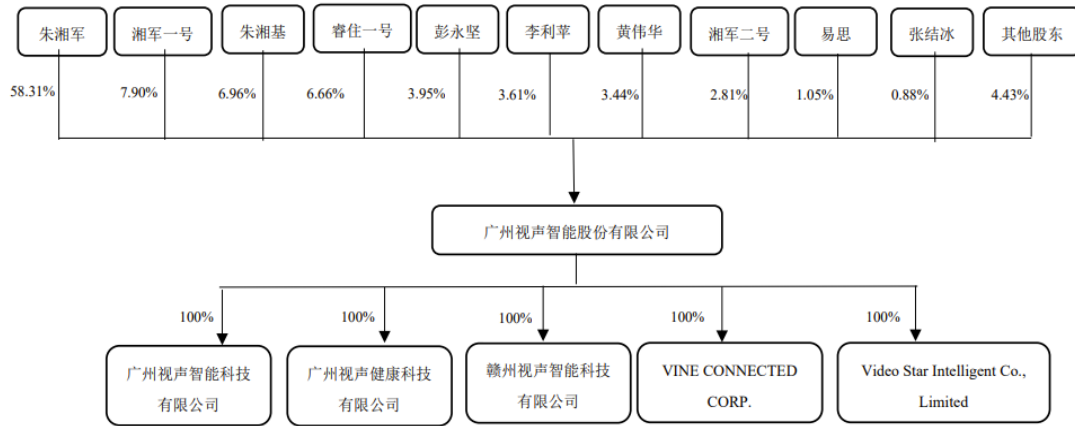 朱湘军
湘军一号
朱湘基
睿住一号
彭永坚
李利苹
黄伟华
湘军二号
易思
张结冰
其他股东
58.31%
7.90%
6.96%
6.66%
3.95%
3.61%
3.44%
2.81%
1.05%
0.88%
4.43%
广州视声智能股份有限公司
100%
100%
100%
100%
100%
广州视声智能科技
有限公司
广州视声健康科技
有限公司
赣州视声智能科技
有限公司
VINE CONNECTED
CORP.
Video Star Intelligent Co.,
Limited